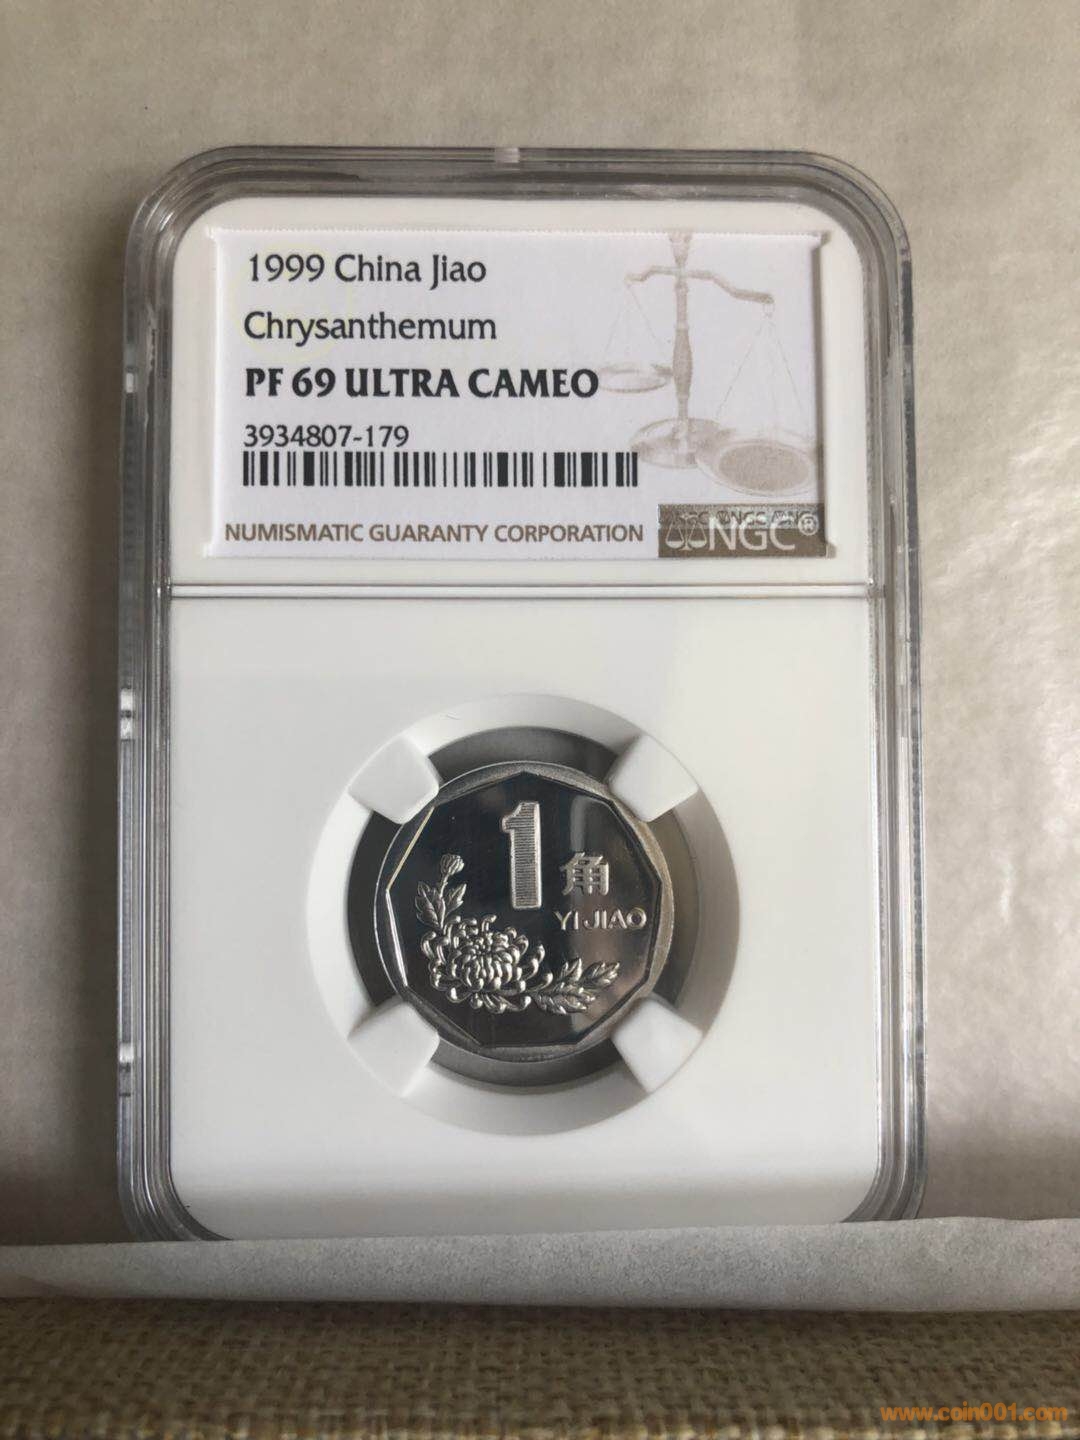 1999 China Jiao
Chrysanthemum
PF 69 ULTRA CAMEO
3934807-179
NUMISMATIC GUARANTY CORPORATION
NGC®
1
角
YI JIAO
www.coin001.com